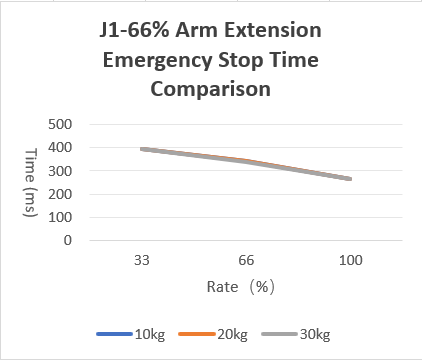 J1-66% Arm Extension
Emergency Stop Time
Comparison
500
400
300
200
100
0
Time (ms)
33 66 100
Rate（%）
10kg 20kg 30kg